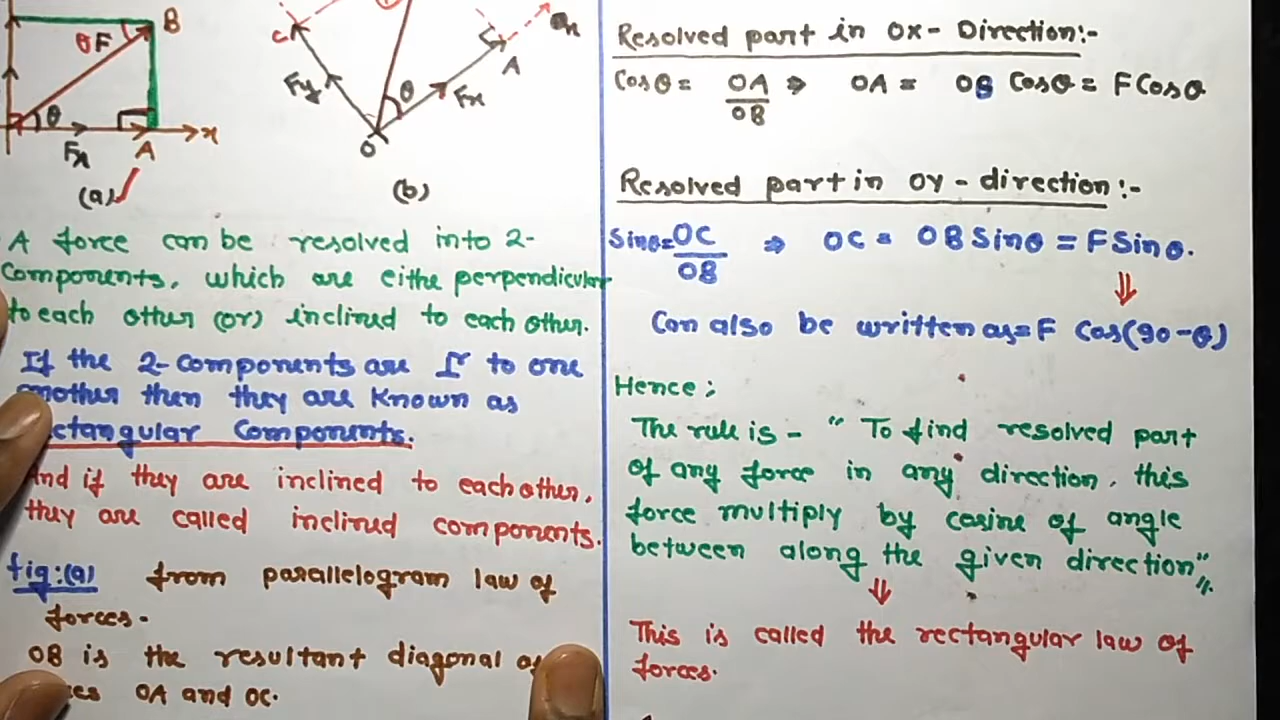 B
θ F
θ
x
Fx
A
(a)
C
Fy
θ
Fx
A
O
(b)
A force can be resolved into 2-
Components, which are eithe perpendicular
to each other (or) inclined to each other.
If the 2-components are ⊥r to one
another then they are known as
ectangular Components.
And if they are inclined to each other,
they are called inclined components.
fig:(a) from parallelogram law of
forces-
OB is the resultant diagonal of
ces OA and OC.
Resolved part in OX- Direction:-
Cosθ = OA/OB ⇒ OA = OB Cosθ = F Cosθ
Resolved part in OY - direction:-
Sinθ = OC/OB ⇒ OC = OB Sinθ = F Sinθ.
⇓
Can also be written as = F Cos(90-θ)
Hence;
The rule is - " To find resolved part
of any force in any direction, this
force multiply by cosine of angle
between along the given direction"
⇓
This is called the rectangular law of
forces.